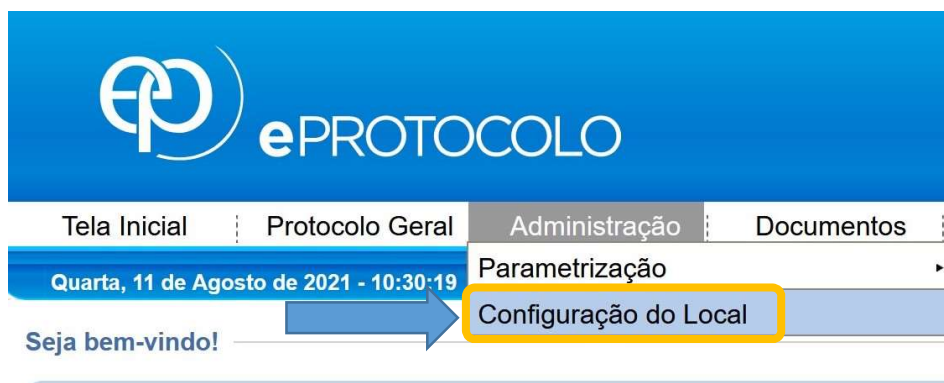 ep ePROTOCOLO
Tela Inicial Protocolo Geral Administração Documentos
Quarta, 11 de Agosto de 2021 - 10:30:19
Parametrização
Configuração do Local
Seja bem-vindo!